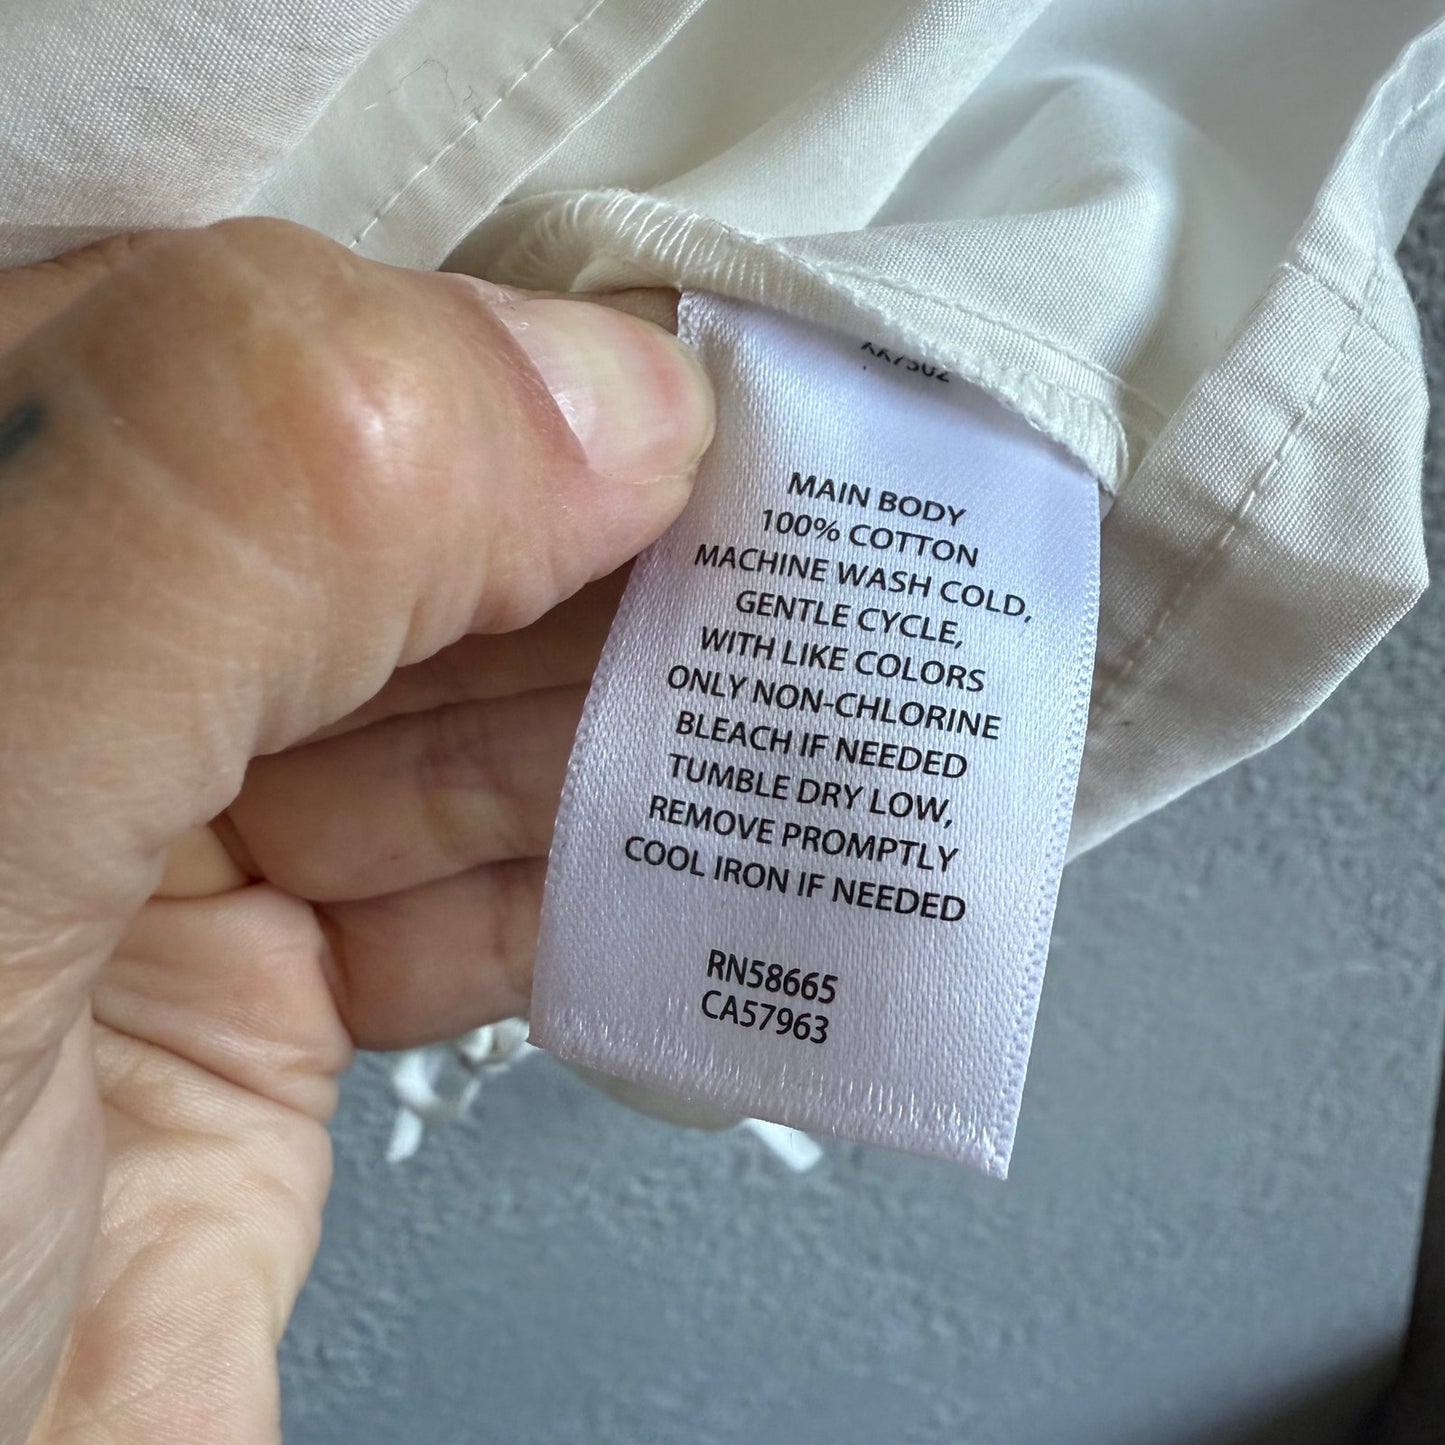 MAIN BODY
100% COTTON
MACHINE WASH COLD,
GENTLE CYCLE,
WITH LIKE COLORS
ONLY NON-CHLORINE
BLEACH IF NEEDED
TUMBLE DRY LOW,
REMOVE PROMPTLY
COOL IRON IF NEEDED
RN58665
CA57963